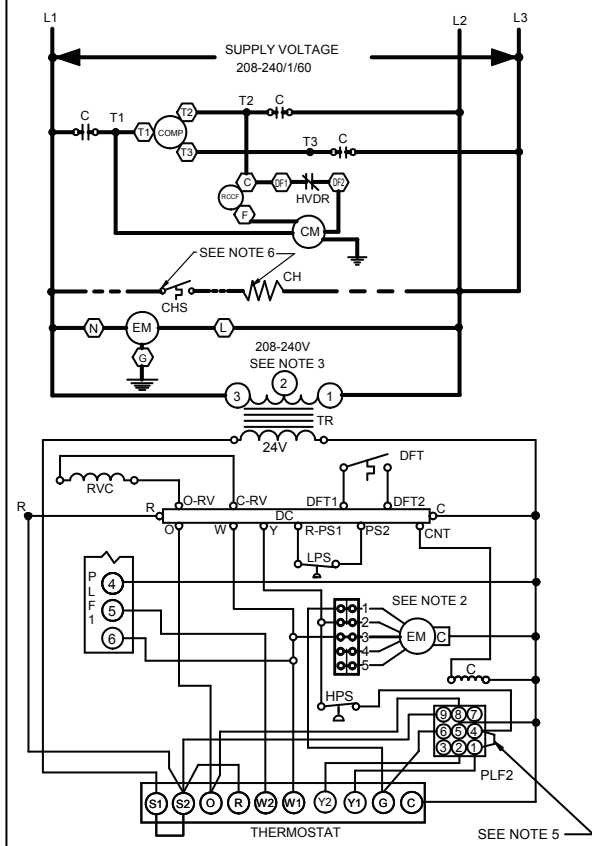 L1 L2 L3
SUPPLY VOLTAGE
208-240/1/60
C T1 T1 COMP T2 T2 C
T3 T3 C
C DF1 HVDR DF2
RCCF
F CM
SEE NOTE 6
CHS CH
N EM L
G
208-240V
SEE NOTE 3
3 2 1
TR
24V
RVC DFT
O-RV C-RV DFT1 DFT2
R R DC C
O W Y R-PS1 PS2 CNT
LPS
PLF1
4
5
6
SEE NOTE 2
1
2
3
4
5
EM C
C
HPS
9 8 7
6 5 4
3 2 1
PLF2
S1 S2 O R W2 W1 Y2 Y1 G C
THERMOSTAT
SEE NOTE 5